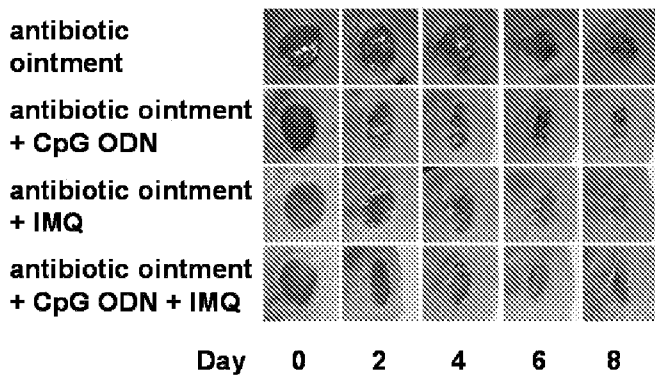 antibiotic
ointment
antibiotic ointment
+ CpG ODN
antibiotic ointment
+ IMQ
antibiotic ointment
+ CpG ODN + IMQ
Day 0 2 4 6 8